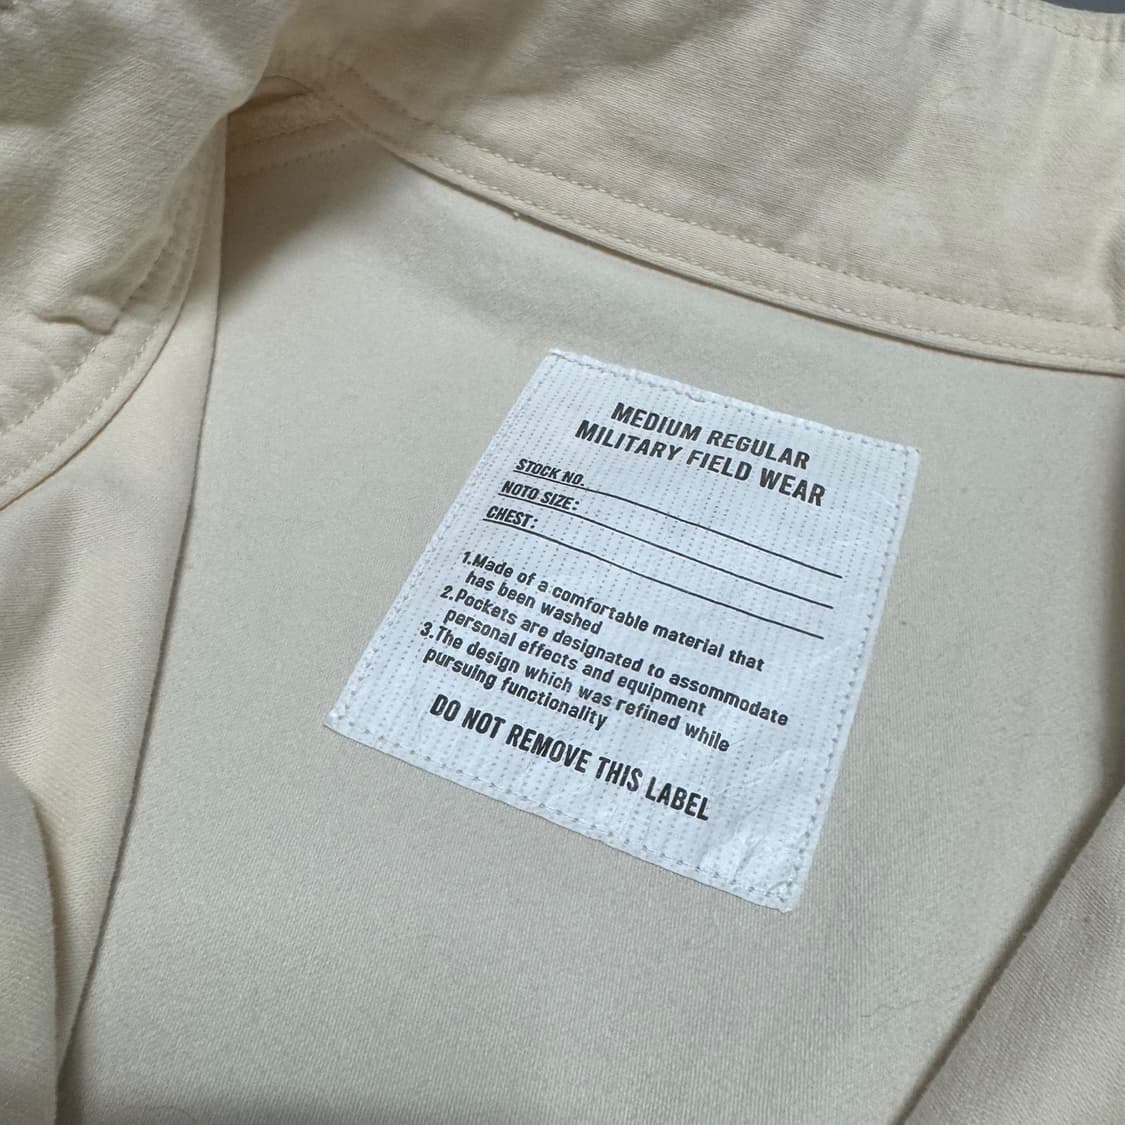 MEDIUM REGULAR
MILITARY FIELD WEAR
STOCK NO.
NOTO SIZE:
CHEST:
1.Made of a comfortable material that
has been washed
2.Pockets are designated to assommodate
personal effects and equipment
3.The design which was refined while
pursuing functionality
DO NOT REMOVE THIS LABEL